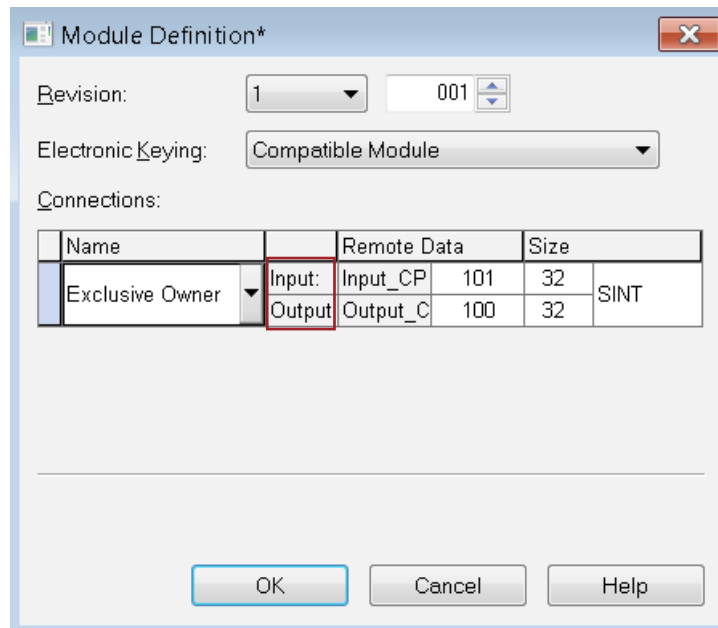 Module Definition*
Revision: 1 001
Electronic Keying: Compatible Module
Connections:
Name Remote Data Size
Exclusive Owner Input: Input_CP 101 32 SINT
Output Output_C 100 32
OK Cancel Help